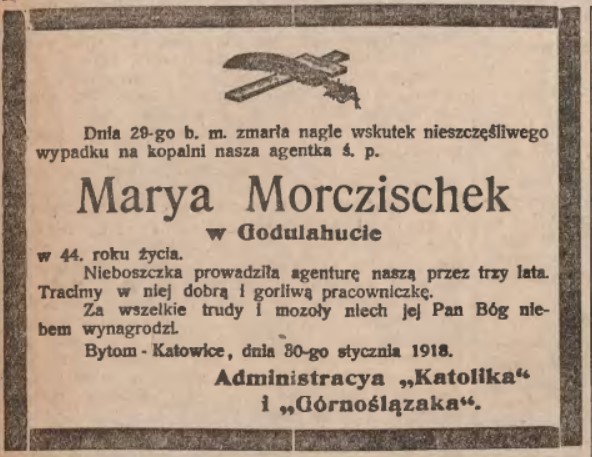 Dnia 29-go b. m. zmarła nagle wskutek nieszczęśliwego
wypadku na kopalni nasza agentka ś. p.
Marya Morczischek
w Godulahucie
w 44. roku życia.
Nieboszczka prowadziła agenturę naszą przez trzy lata.
Tracimy w niej dobrą i gorliwą pracowniczkę.
Za wszelkie trudy i mozoły niech jej Pan Bóg nie-
bem wynagrodzi.
Bytom - Katowice, dnia 30-go stycznia 1918.
Administracya „Katolika“
i „Górnoślązaka“.